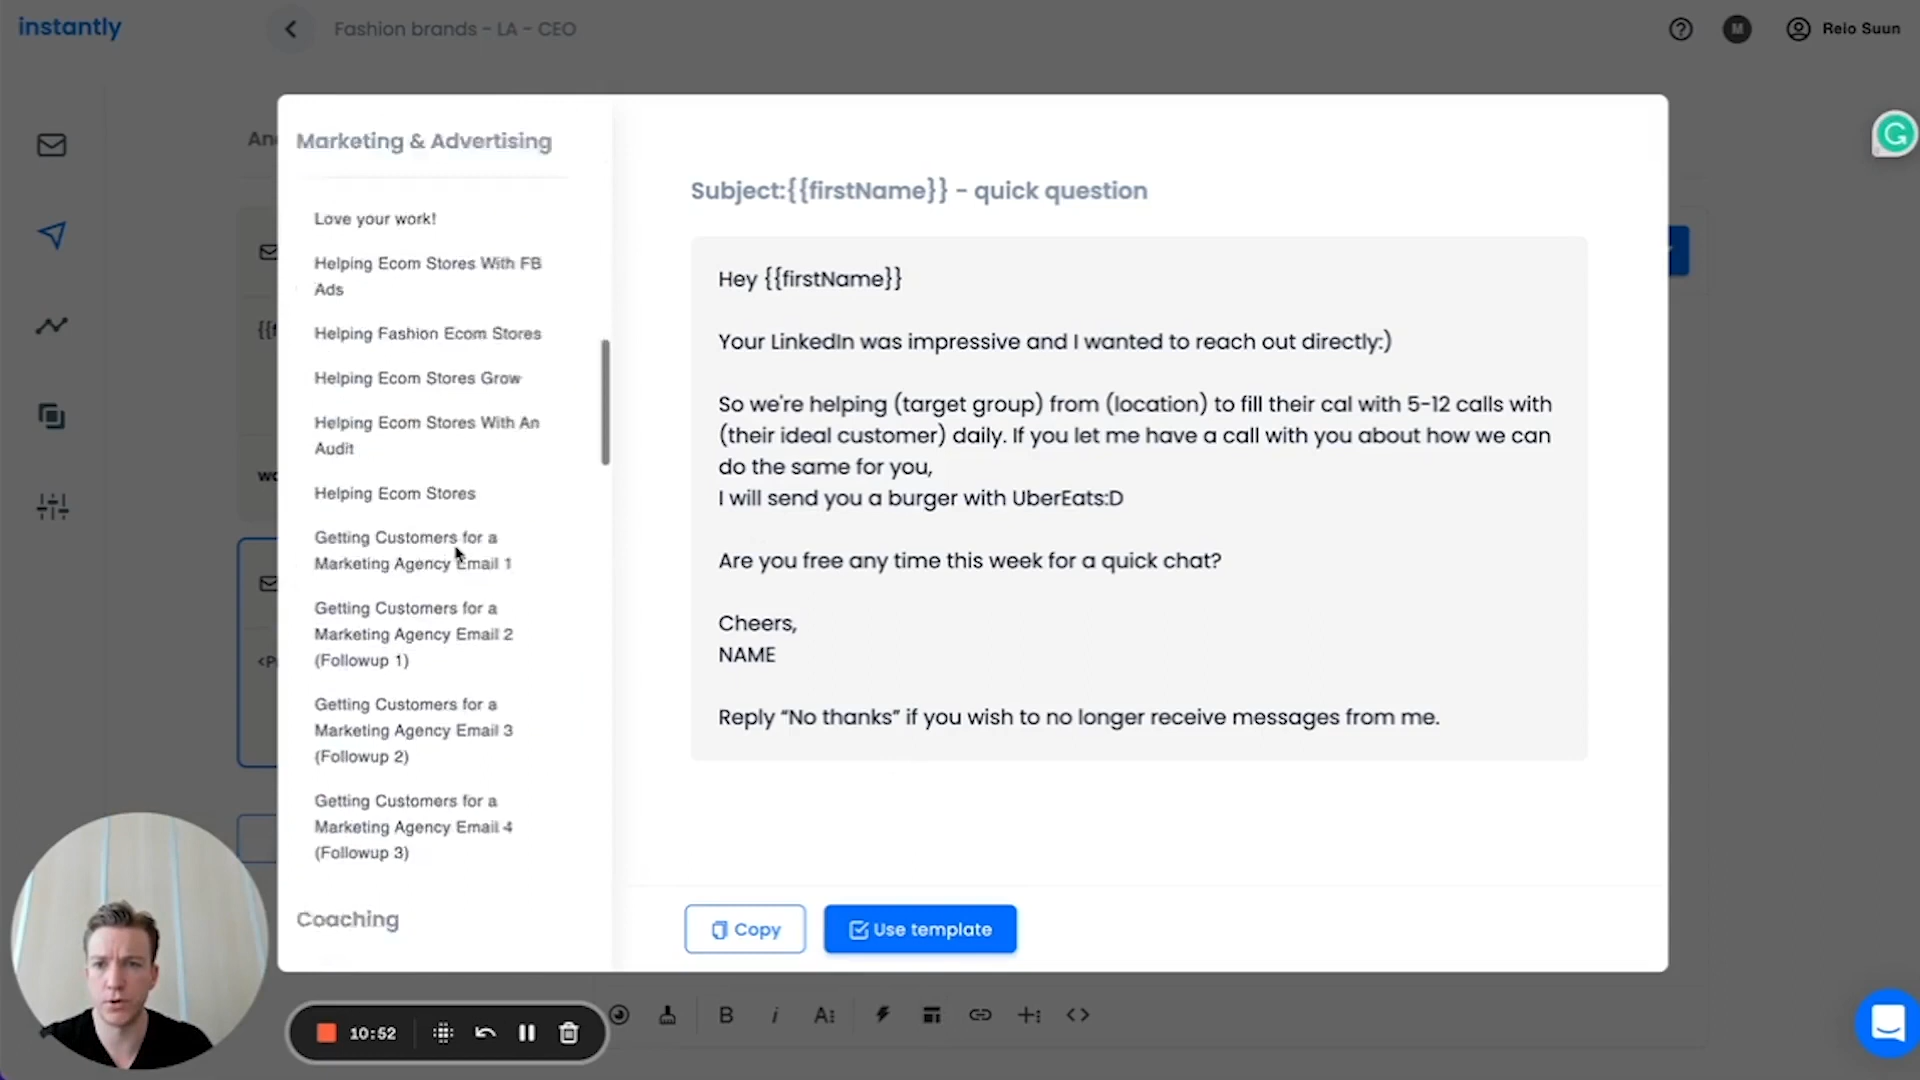 instantly
Fashion brands - LA - CEO
M
Reio Suun
Marketing & Advertising
Love your work!
Helping Ecom Stores With FB
Ads
Helping Fashion Ecom Stores
Helping Ecom Stores Grow
Helping Ecom Stores With An
Audit
Helping Ecom Stores
Getting Customers for a
Marketing Agency Email 1
Getting Customers for a
Marketing Agency Email 2
(Followup 1)
Getting Customers for a
Marketing Agency Email 3
(Followup 2)
Getting Customers for a
Marketing Agency Email 4
(Followup 3)
Coaching
Subject:{{firstName}} - quick question
Hey {{firstName}}
Your LinkedIn was impressive and I wanted to reach out directly:)
So we're helping (target group) from (location) to fill their cal with 5-12 calls with
(their ideal customer) daily. If you let me have a call with you about how we can
do the same for you,
I will send you a burger with UberEats:D
Are you free any time this week for a quick chat?
Cheers,
NAME
Reply “No thanks” if you wish to no longer receive messages from me.
Copy
Use template
10:52